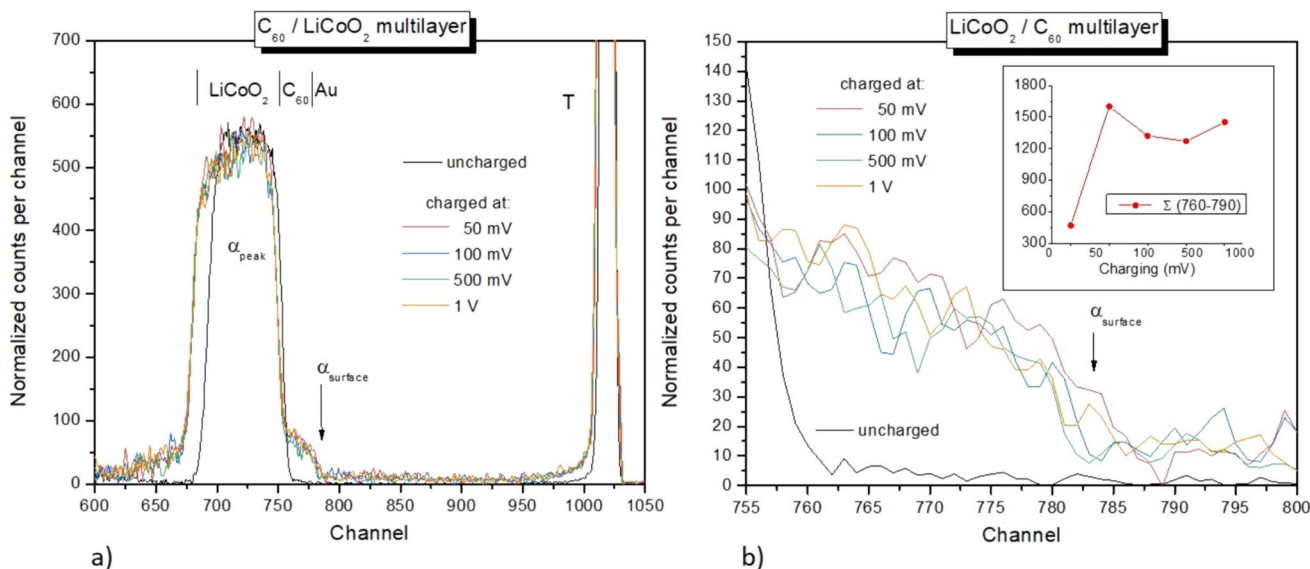 C60 / LiCoO2 multilayer
Normalized counts per channel
700
600
500
400
300
200
100
0
LiCoO2 C60 Au
T
αpeak
αsurface
uncharged
charged at:
50 mV
100 mV
500 mV
1 V
600 650 700 750 800 850 900 950 1000 1050
Channel
a)
LiCoO2 / C60 multilayer
Normalized counts per channel
150
140
130
120
110
100
90
80
70
60
50
40
30
20
10
0
charged at:
50 mV
100 mV
500 mV
1 V
1800
1500
1200
900
600
300
Σ (760-790)
0 50 100 500 1000
Charging (mV)
αsurface
uncharged
755 760 765 770 775 780 785 790 795 800
Channel
b)